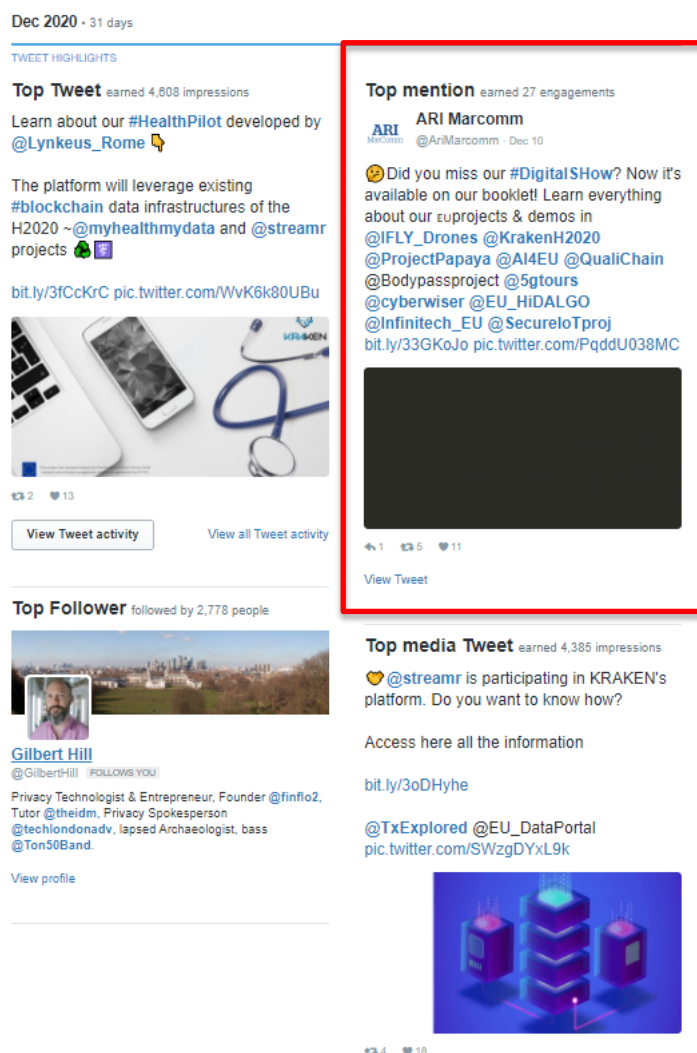 Dec 2020 · 31 days
TWEET HIGHLIGHTS
Top Tweet earned 4,608 impressions
Learn about our #HealthPilot developed by
@Lynkeus_Rome 👇
The platform will leverage existing
#blockchain data infrastructures of the
H2020 ~@myhealthmydata and @streamr
projects
bit.ly/3fCcKrC pic.twitter.com/WvK6k80UBu
KRAKEN
2 13
View Tweet activity View all Tweet activity
Top Follower followed by 2,778 people
Gilbert Hill
@GilbertHill FOLLOWS YOU
Privacy Technologist & Entrepreneur, Founder @finflo2,
Tutor @theidm, Privacy Spokesperson
@techlondonadv, lapsed Archaeologist, bass
@Ton50Band.
View profile
Top mention earned 27 engagements
ARI
MarComm
ARI Marcomm
@AriMarcomm · Dec 10
🤔Did you miss our #DigitalSHow? Now it's
available on our booklet! Learn everything
about our EUprojects & demos in
@IFLY_Drones @KrakenH2020
@ProjectPapaya @AI4EU @QualiChain
@Bodypassproject @5gtours
@cyberwiser @EU_HiDALGO
@Infinitech_EU @SecureIoTproj
bit.ly/33GKoJo pic.twitter.com/PqddU038MC
1 5 11
View Tweet
Top media Tweet earned 4,385 impressions
@streamr is participating in KRAKEN's
platform. Do you want to know how?
Access here all the information
bit.ly/3oDHyhe
@TxExplored @EU_DataPortal
pic.twitter.com/SWzgDYxL9k
4 18